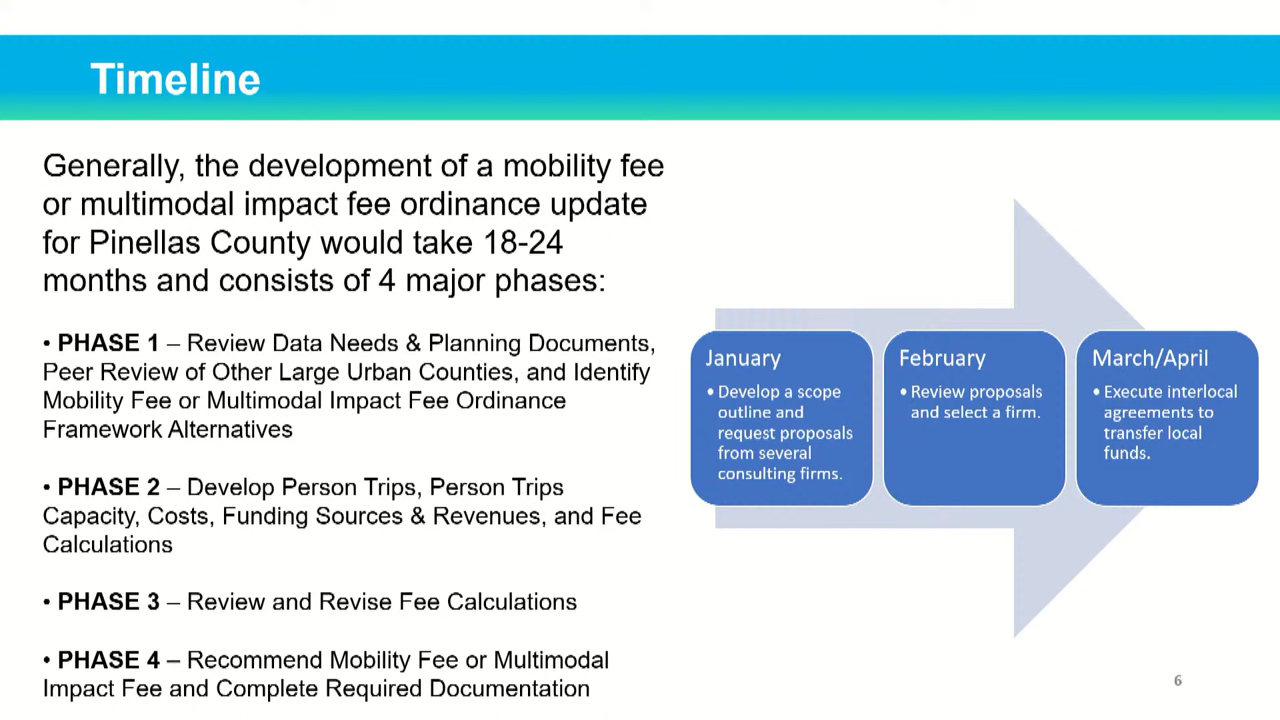 Timeline
Generally, the development of a mobility fee
or multimodal impact fee ordinance update
for Pinellas County would take 18-24
months and consists of 4 major phases:
• PHASE 1 – Review Data Needs & Planning Documents,
Peer Review of Other Large Urban Counties, and Identify
Mobility Fee or Multimodal Impact Fee Ordinance
Framework Alternatives
• PHASE 2 – Develop Person Trips, Person Trips
Capacity, Costs, Funding Sources & Revenues, and Fee
Calculations
• PHASE 3 – Review and Revise Fee Calculations
• PHASE 4 – Recommend Mobility Fee or Multimodal
Impact Fee and Complete Required Documentation
January
• Develop a scope
outline and
request proposals
from several
consulting firms.
February
• Review proposals
and select a firm.
March/April
• Execute interlocal
agreements to
transfer local
funds.
6